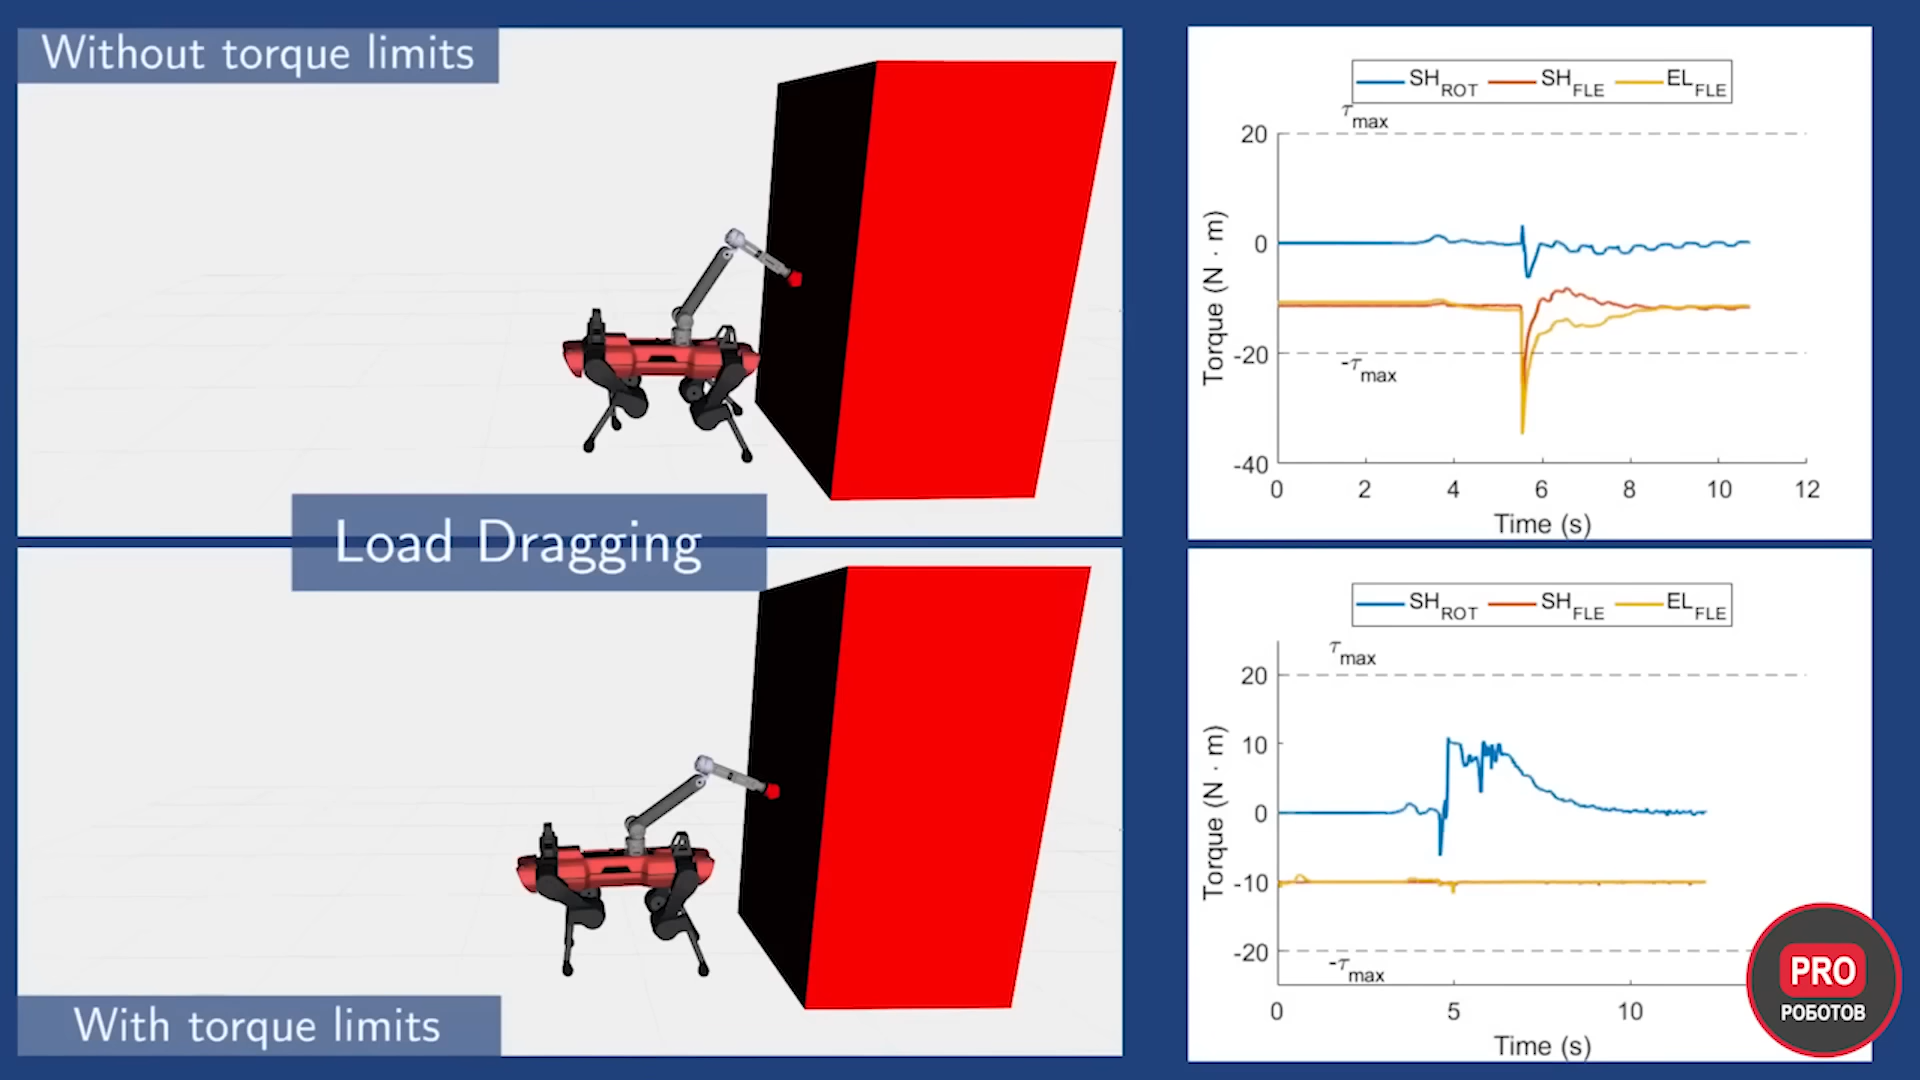 Without torque limits
SH_ROT SH_FLE EL_FLE
τ_max
20
0
-20
-τ_max
-40
0 2 4 6 8 10 12
Torque (N · m)
Time (s)
Load Dragging
SH_ROT SH_FLE EL_FLE
τ_max
20
10
0
-10
-20
-τ_max
0 5 10
Torque (N · m)
Time (s)
With torque limits
PRO
РОБОТОВ